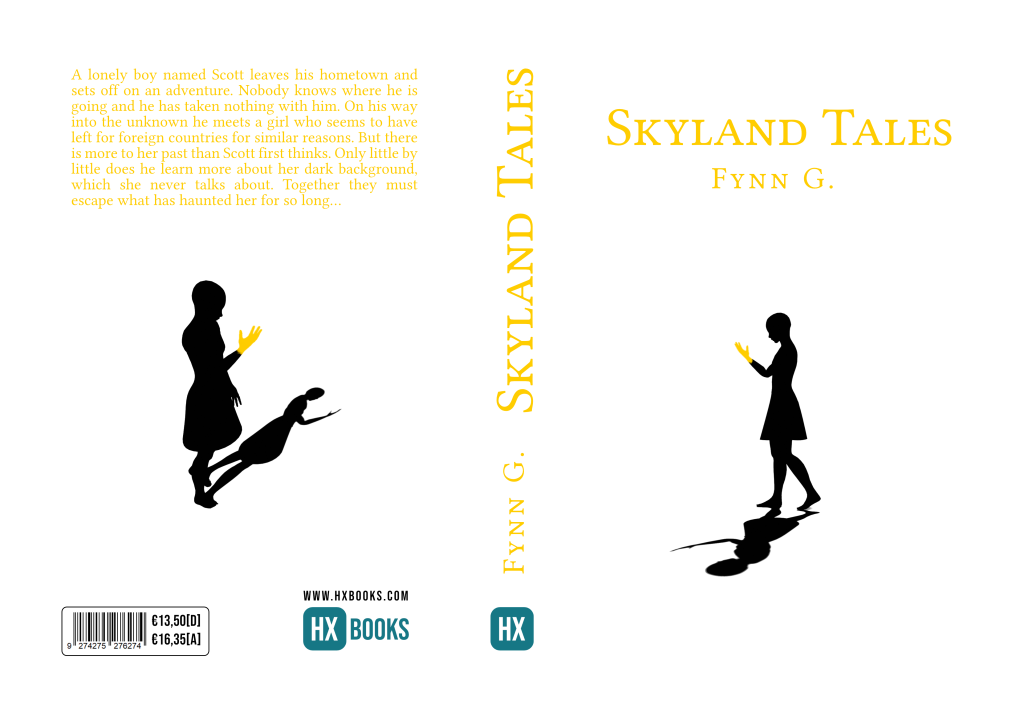 A lonely boy named Scott leaves his hometown and
sets off on an adventure. Nobody knows where he is
going and he has taken nothing with him. On his way
into the unknown he meets a girl who seems to have
left for foreign countries for similar reasons. But there
is more to her past than Scott first thinks. Only little by
little does he learn more about her dark background,
which she never talks about. Together they must
escape what has haunted her for so long...
WWW.HXBOOKS.COM
HX BOOKS
€13,50[D]
€16,35[A]
9 274275 276274
Skyland Tales
Fynn G.
HX
Skyland Tales
Fynn G.